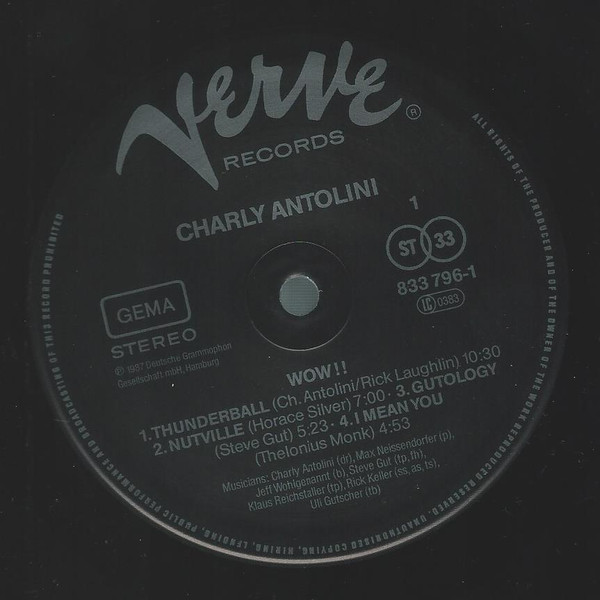 Verve®
RECORDS
CHARLY ANTOLINI
1
ST 33
833 796-1
LC 0383
GEMA
STEREO
℗ 1987 Deutsche Grammophon
Gesellschaft mbH, Hamburg
WOW!!
1. THUNDERBALL (Ch. Antolini/Rick Laughlin) 10:30
2. NUTVILLE (Horace Silver) 7:00 · 3. GUTOLOGY
(Steve Gut) 5:23 · 4. I MEAN YOU
(Thelonius Monk) 4:53
Musicians: Charly Antolini (dr), Max Neissendorfer (p),
Jeff Wohlgenannt (b), Steve Gut (tp, fh),
Klaus Reichstaller (tp), Rick Keller (ss, as, ts),
Uli Gutscher (tb)
ALL RIGHTS OF THE PRODUCER AND OF THE OWNER OF THE WORK REPRODUCED RESERVED. UNAUTHORISED COPYING, HIRING, LENDING, PUBLIC PERFORMANCE AND BROADCASTING OF THIS RECORD PROHIBITED